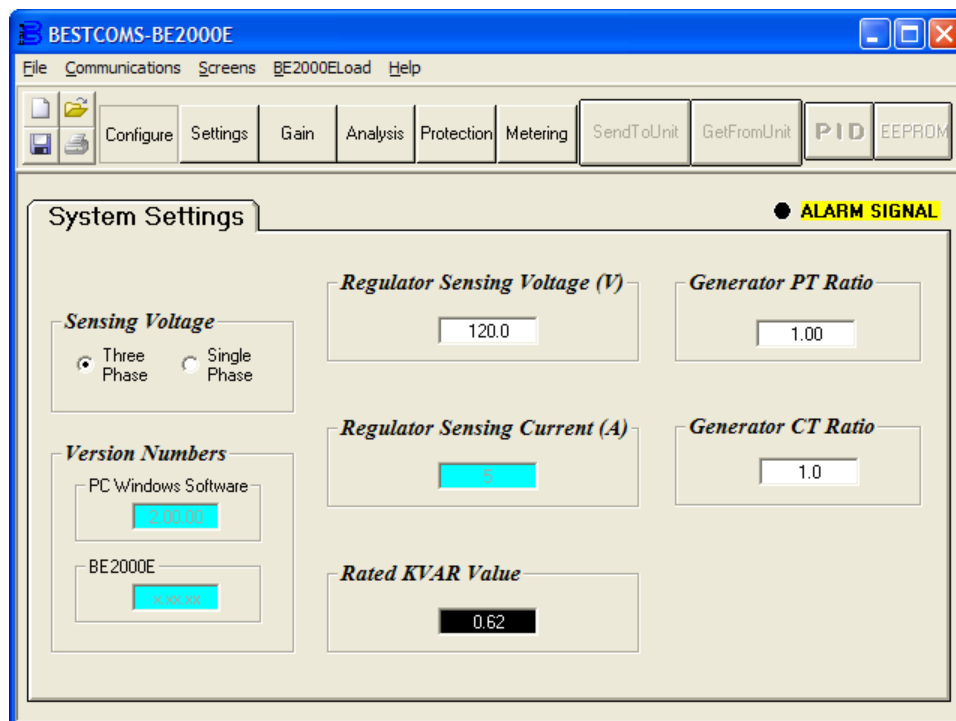 BESTCOMS-BE2000E
File Communications Screens BE2000ELoad Help
Configure Settings Gain Analysis Protection Metering SendToUnit GetFromUnit PID EEPROM
System Settings
ALARM SIGNAL
Sensing Voltage
Three Phase
Single Phase
Version Numbers
PC Windows Software
2.00.00
BE2000E
x.xx.xx
Regulator Sensing Voltage (V)
120.0
Regulator Sensing Current (A)
5
Rated KVAR Value
0.62
Generator PT Ratio
1.00
Generator CT Ratio
1.0